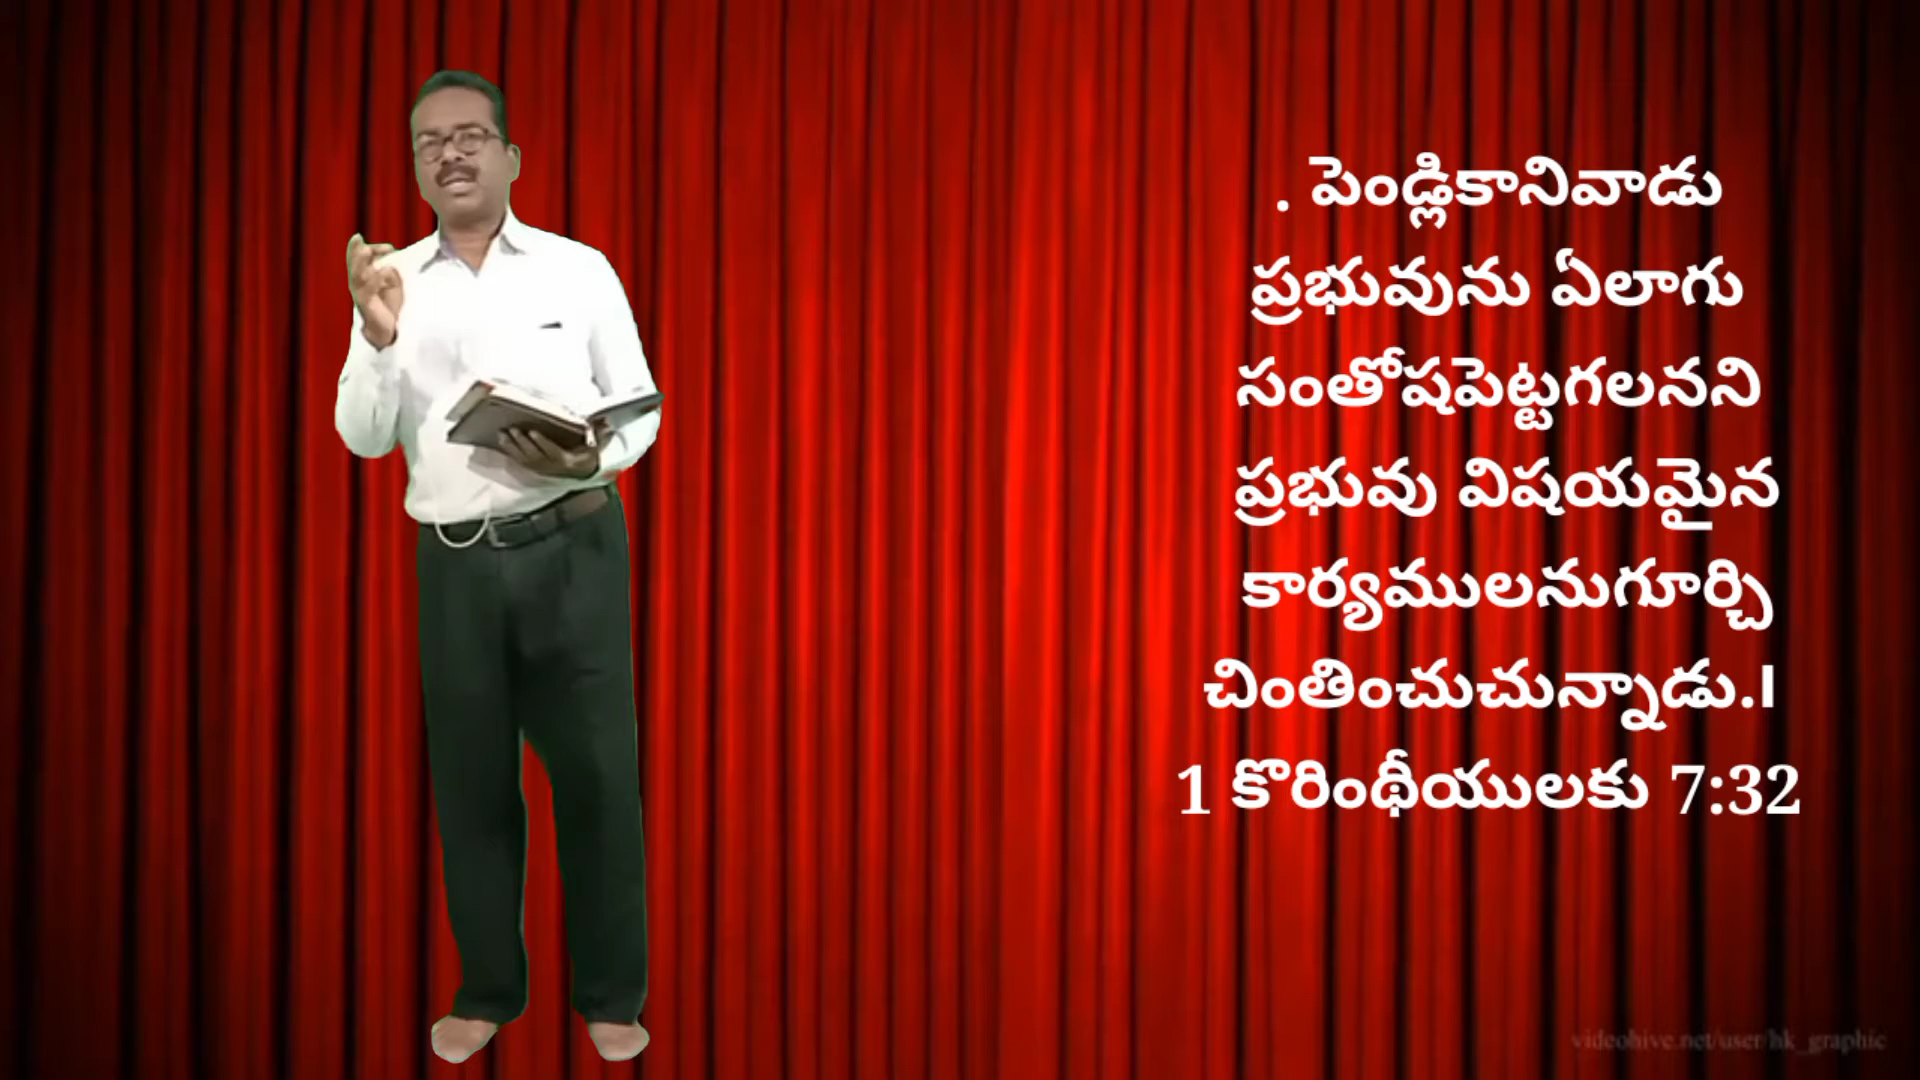 . పెండ్లికానివాడు
ప్రభువును ఏలాగు
సంతోషపెట్టగలనని
ప్రభువు విషయమైన
కార్యములనుగూర్చి
చింతించుచున్నాడు.।
1 కొరింథీయులకు 7:32
videohive.net/user/hk_graphic